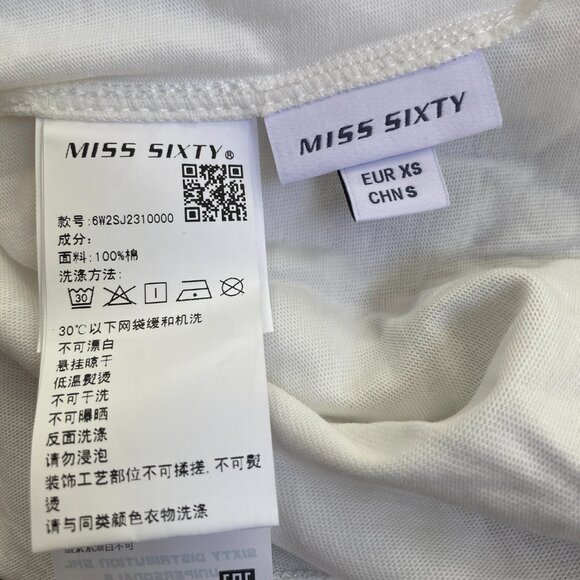 MISS SIXTY
EUR XS
CHN S
MISS SIXTY®
款号:6W2SJ2310000
成分:
面料:100%棉
洗涤方法:
30
30℃以下网袋缓和机洗
不可漂白
悬挂晾干
低温熨烫
不可干洗
不可曝晒
反面洗涤
请勿浸泡
装饰工艺部位不可揉搓,不可熨
烫
请与同类颜色衣物洗涤
SIXTY DISTRIBUTION SRL
UNIPERSONALE